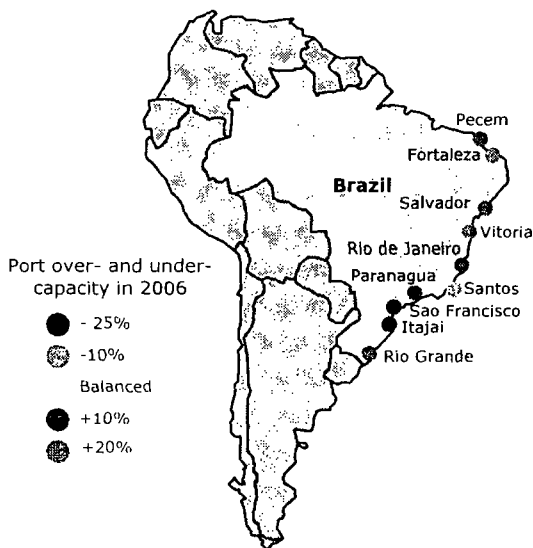 Pecem
Fortaleza
Brazil
Salvador
Vitoria
Rio de Janeiro
Port over- and under-
capacity in 2006
Paranagua
Santos
Sao Francisco
Itajai
Rio Grande
- 25%
-10%
Balanced
+10%
+20%